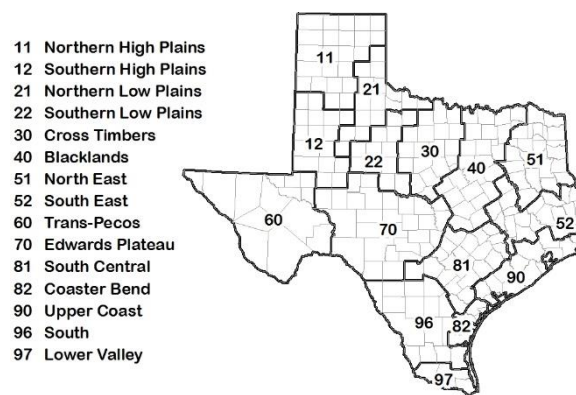 11 Northern High Plains
12 Southern High Plains
21 Northern Low Plains
22 Southern Low Plains
30 Cross Timbers
40 Blacklands
51 North East
52 South East
60 Trans-Pecos
70 Edwards Plateau
81 South Central
82 Coaster Bend
90 Upper Coast
96 South
97 Lower Valley
11
21
12
22
30
40
51
60
70
52
81
90
96
82
97